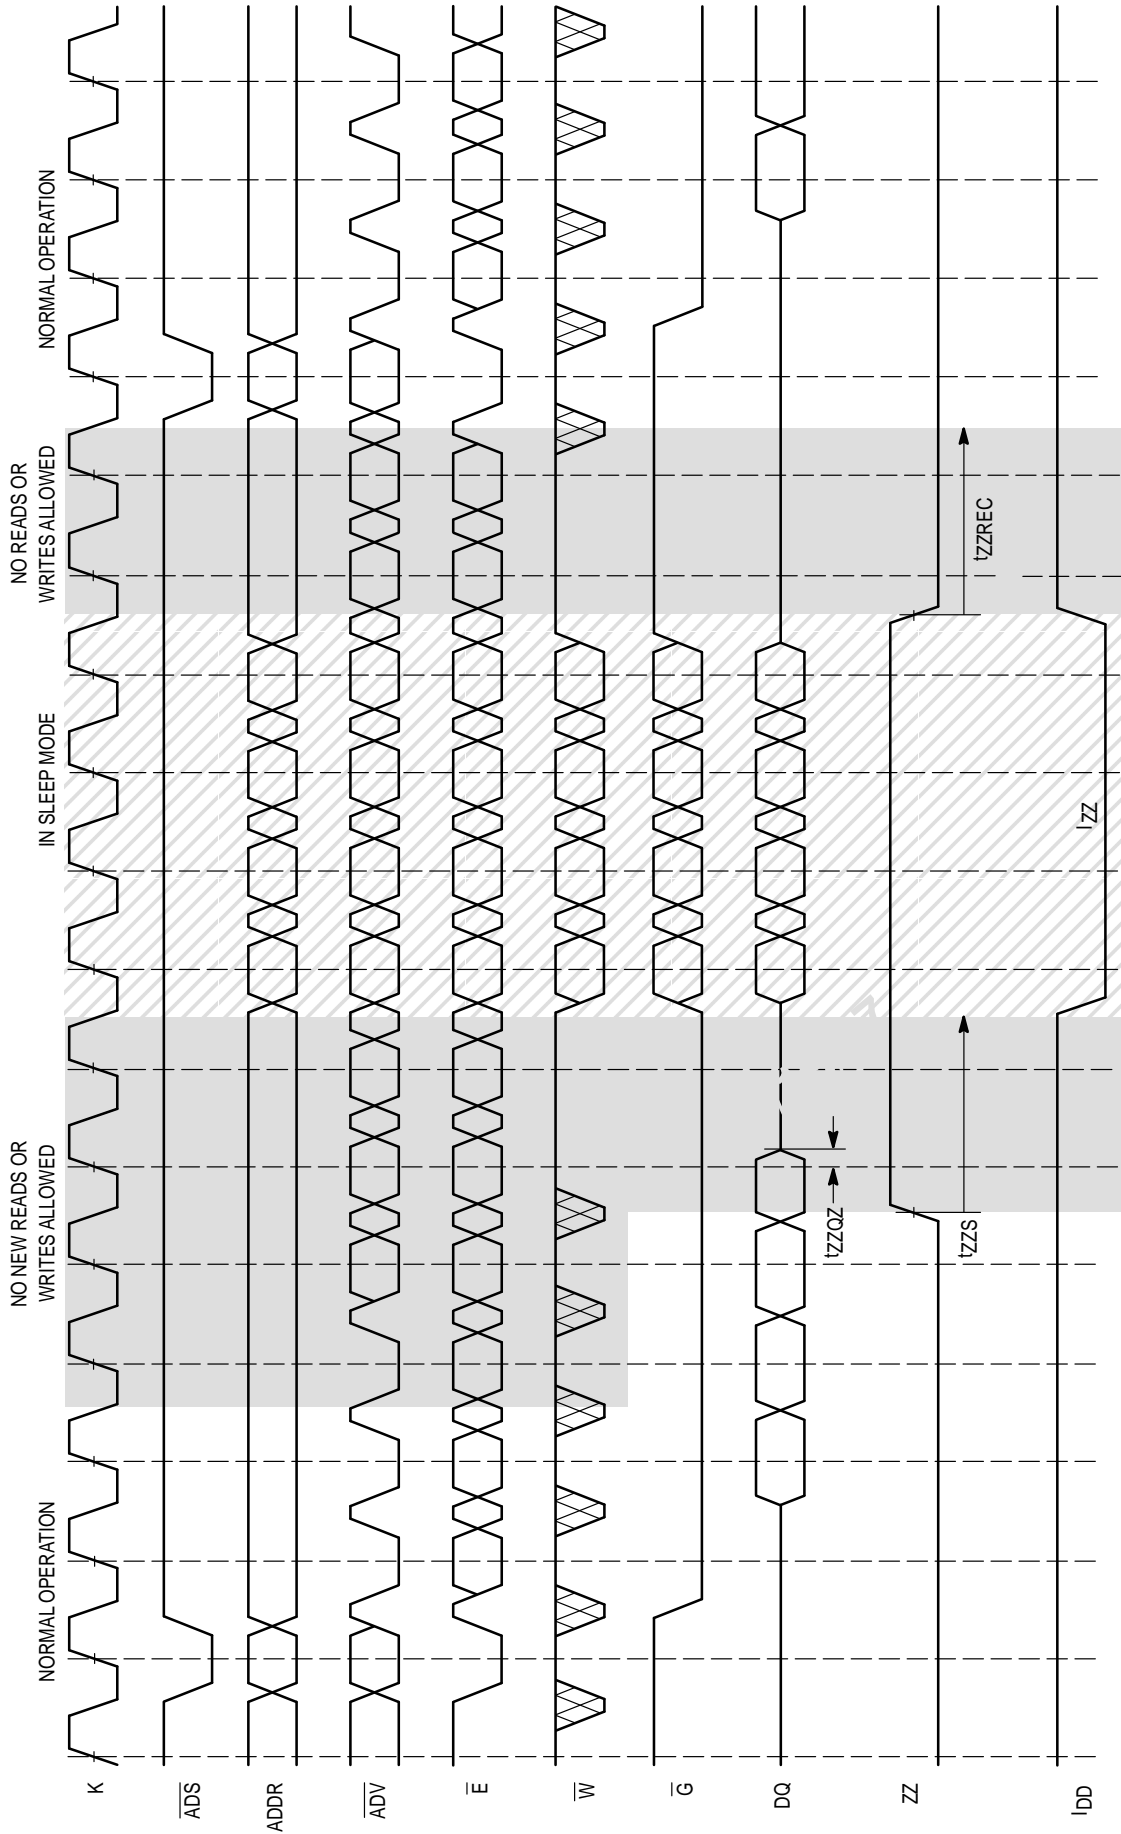 NORMAL OPERATION
NO NEW READS OR
WRITES ALLOWED
IN SLEEP MODE
NO READS OR
WRITES ALLOWED
NORMAL OPERATION
K
ADS
ADDR
ADV
E
W
G
DQ
tZZQZ
ZZ
tZZS
tZZREC
IDD
IZZ